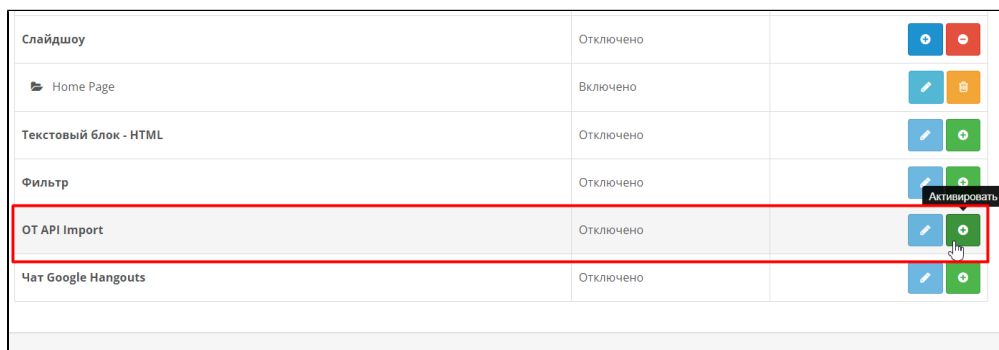 Слайдшоу Отключено
Home Page Включено
Текстовый блок - HTML Отключено
Фильтр Отключено
Активировать
OT API Import Отключено
Чат Google Hangouts Отключено